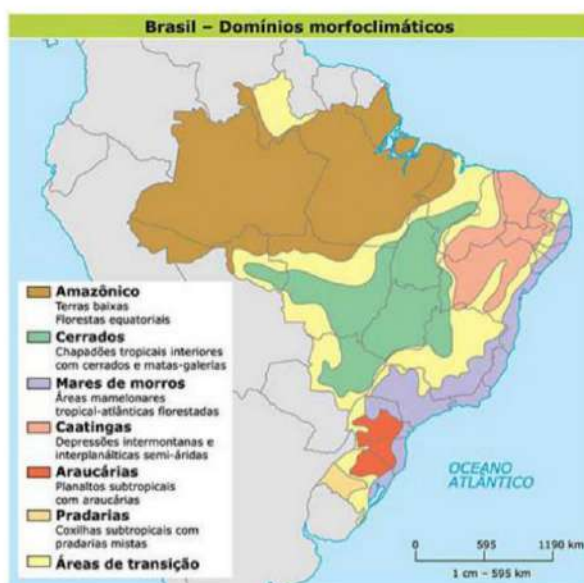 Brasil – Domínios morfoclimáticos
Amazônico
Terras baixas
Florestas equatoriais
Cerrados
Chapadões tropicais interiores
com cerrados e matas-galerias
Mares de morros
Áreas mamelonares
tropical-atlânticas florestadas
Caatingas
Depressões intermontanas e
interplanálticas semi-áridas
Araucárias
Planaltos subtropicais
com araucárias
Pradarias
Coxilhas subtropicais com
pradarias mistas
Áreas de transição
OCEANO
ATLÂNTICO
0 595 1190 km
1 cm – 595 km